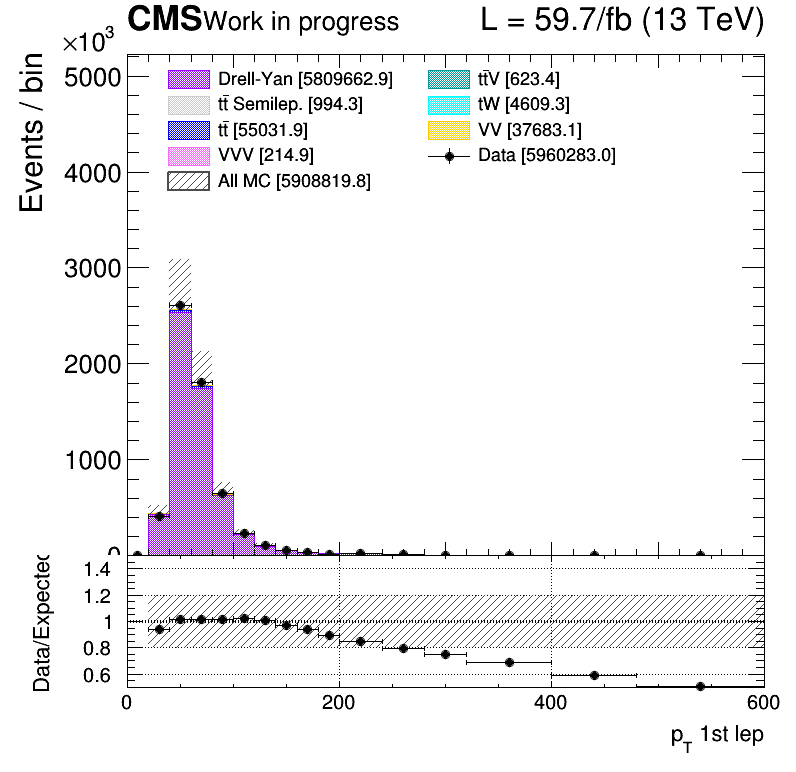 CMS Work in progress L = 59.7/fb (13 TeV)
×10³
Events / bin
5000
4000
3000
2000
1000
0
Drell-Yan [5809662.9]
tt̄ Semilep. [994.3]
tt̄ [55031.9]
VVV [214.9]
All MC [5908819.8]
tt̄V [623.4]
tW [4609.3]
VV [37683.1]
Data [5960283.0]
Data/Expected
1.4
1.2
1
0.8
0.6
0 200 400 600
p_T 1st lep